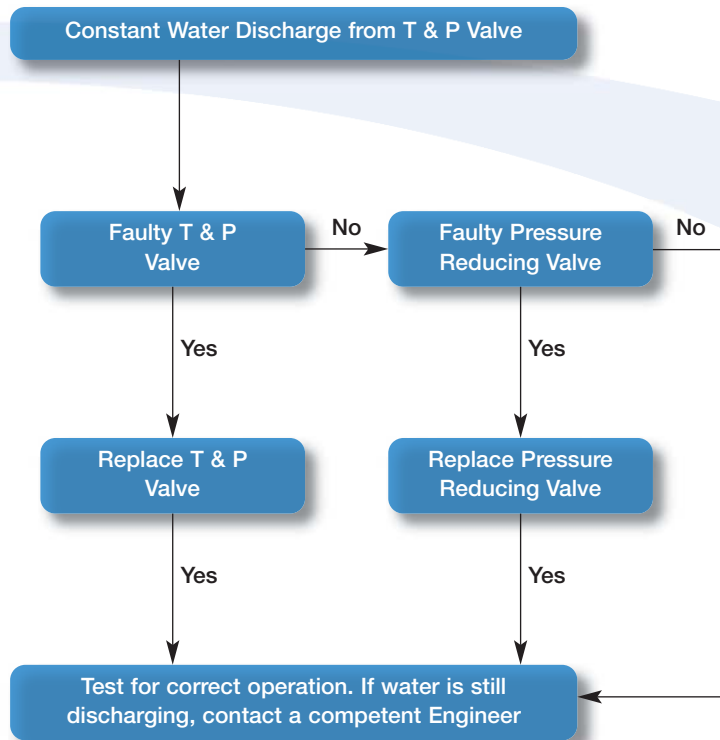 Constant Water Discharge from T & P Valve
Faulty T & P
Valve
No
Faulty Pressure
Reducing Valve
No
Yes
Yes
Replace T & P
Valve
Replace Pressure
Reducing Valve
Yes
Yes
Test for correct operation. If water is still
discharging, contact a competent Engineer